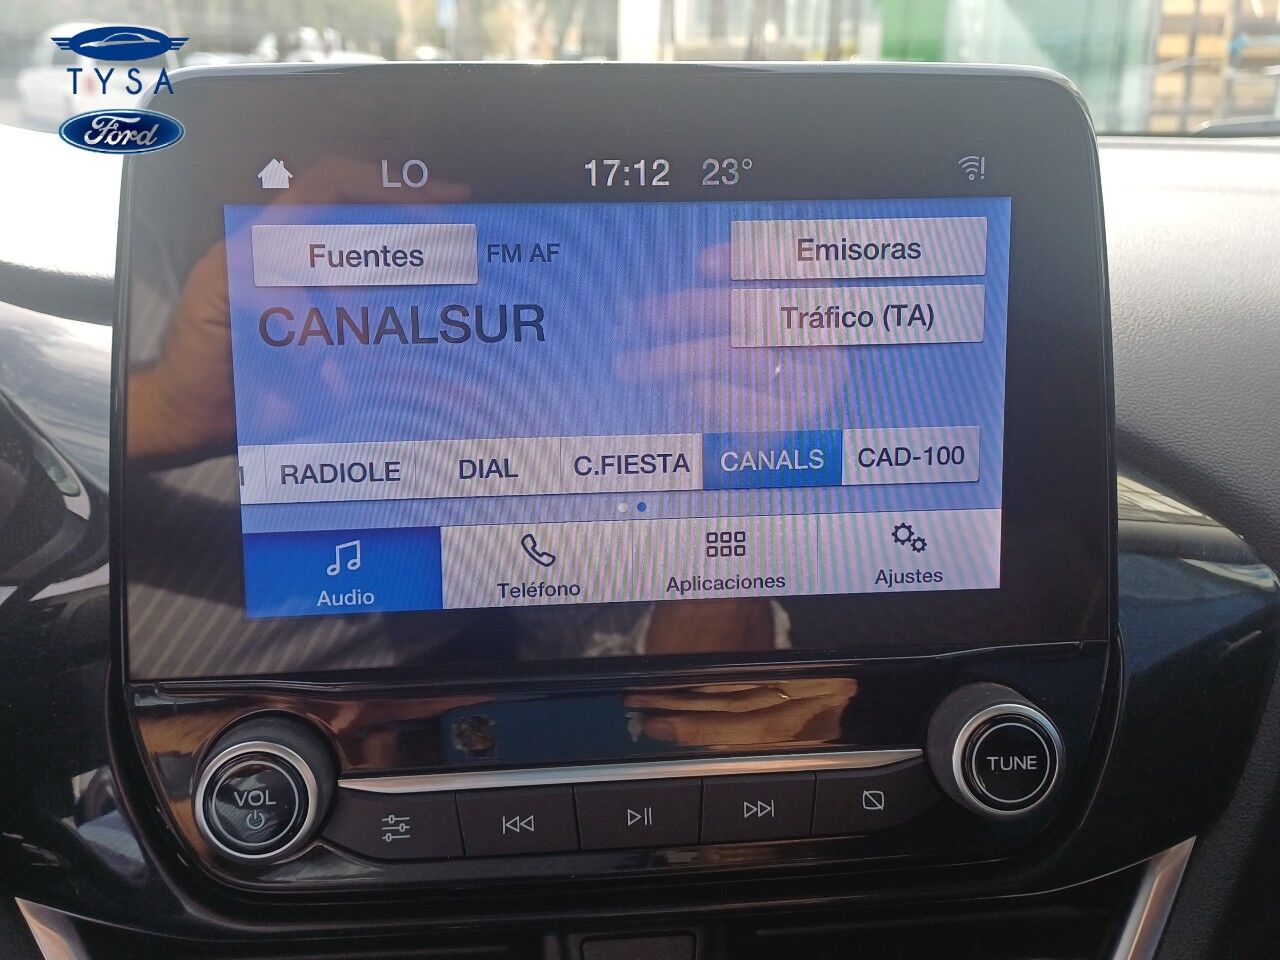 TYSA
Ford
LO 17:12 23°
Fuentes FM AF Emisoras
CANALSUR Tráfico (TA)
RADIOLE DIAL C.FIESTA CANALS CAD-100
Audio Teléfono Aplicaciones Ajustes
VOL TUNE